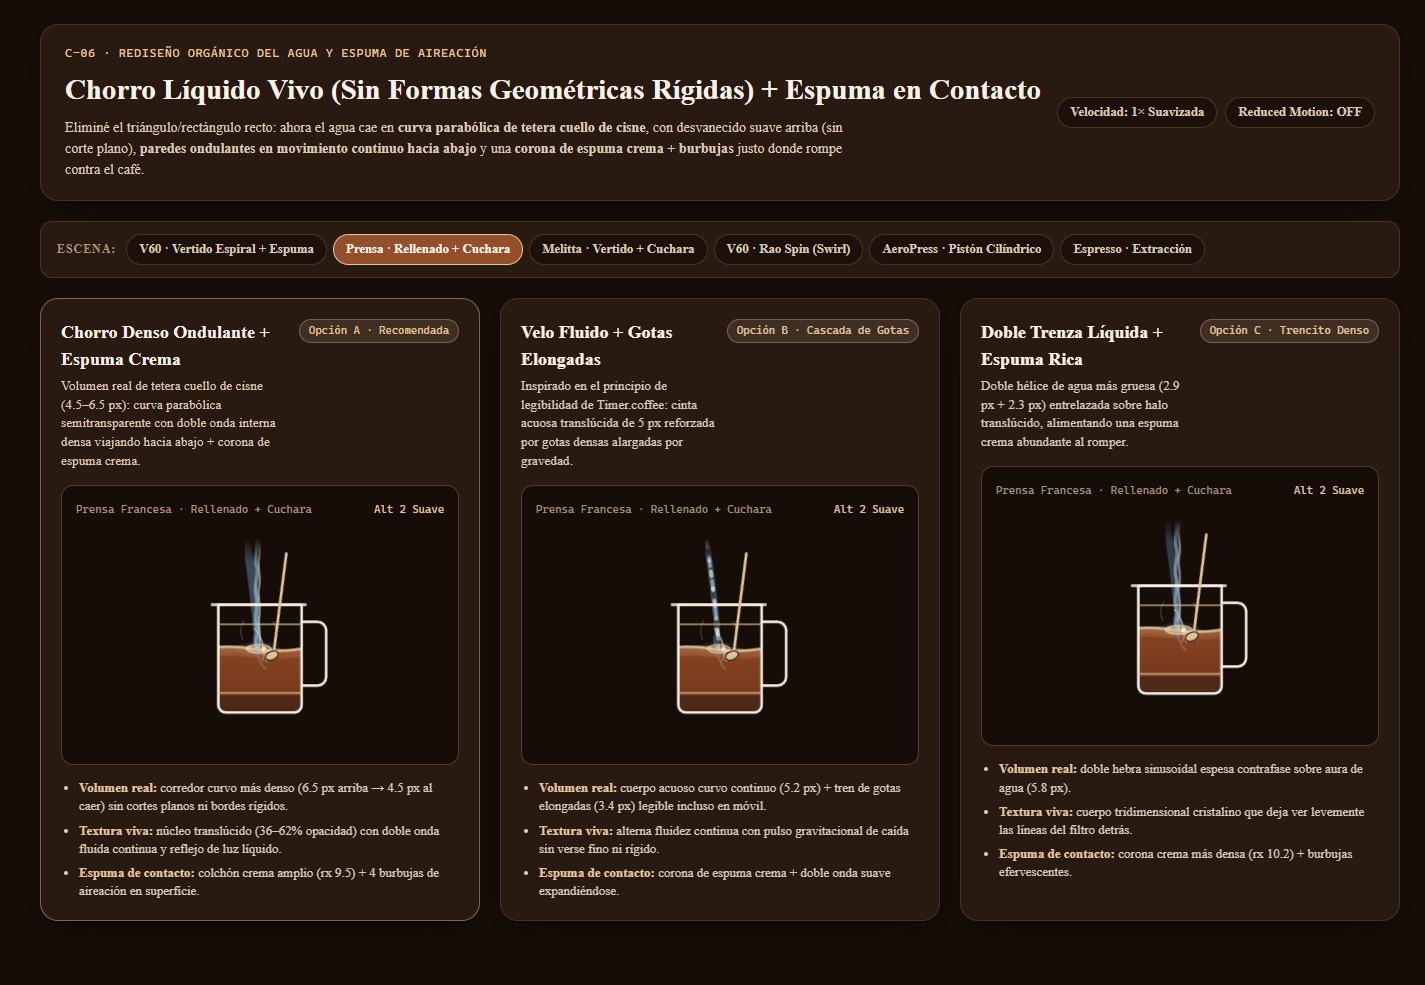 C-06 · REDISEÑO ORGÁNICO DEL AGUA Y ESPUMA DE AIREACIÓN
Chorro Líquido Vivo (Sin Formas Geométricas Rígidas) + Espuma en Contacto
Eliminé el triángulo/rectángulo recto: ahora el agua cae en curva parabólica de tetera cuello de cisne, con desvanecido suave arriba (sin
corte plano), paredes ondulantes en movimiento continuo hacia abajo y una corona de espuma crema + burbujas justo donde rompe
contra el café.
Velocidad: 1× Suavizada
Reduced Motion: OFF
ESCENA:
V60 · Vertido Espiral + Espuma
Prensa · Rellenado + Cuchara
Melitta · Vertido + Cuchara
V60 · Rao Spin (Swirl)
AeroPress · Pistón Cilíndrico
Espresso · Extracción
Chorro Denso Ondulante +
Espuma Crema
Opción A · Recomendada
Volumen real de tetera cuello de cisne
(4.5–6.5 px): curva parabólica
semitransparente con doble onda interna
densa viajando hacia abajo + corona de
espuma crema.
Prensa Francesa · Rellenado + Cuchara
Alt 2 Suave
Volumen real: corredor curvo más denso (6.5 px arriba → 4.5 px al
caer) sin cortes planos ni bordes rígidos.
Textura viva: núcleo translúcido (36–62% opacidad) con doble onda
fluida continua y reflejo de luz líquido.
Espuma de contacto: colchón crema amplio (rx 9.5) + 4 burbujas de
aireación en superficie.
Velo Fluido + Gotas
Elongadas
Opción B · Cascada de Gotas
Inspirado en el principio de
legibilidad de Timer.coffee: cinta
acuosa translúcida de 5 px reforzada
por gotas densas alargadas por
gravedad.
Prensa Francesa · Rellenado + Cuchara
Alt 2 Suave
Volumen real: cuerpo acuoso curvo continuo (5.2 px) + tren de gotas
elongadas (3.4 px) legible incluso en móvil.
Textura viva: alterna fluidez continua con pulso gravitacional de caída
sin verse fino ni rígido.
Espuma de contacto: corona de espuma crema + doble onda suave
expandiéndose.
Doble Trenza Líquida +
Espuma Rica
Opción C · Trencito Denso
Doble hélice de agua más gruesa (2.9
px + 2.3 px) entrelazada sobre halo
translúcido, alimentando una espuma
crema abundante al romper.
Prensa Francesa · Rellenado + Cuchara
Alt 2 Suave
Volumen real: doble hebra sinusoidal espesa contrafase sobre aura de
agua (5.8 px).
Textura viva: cuerpo tridimensional cristalino que deja ver levemente
las líneas del filtro detrás.
Espuma de contacto: corona crema más densa (rx 10.2) + burbujas
efervescentes.